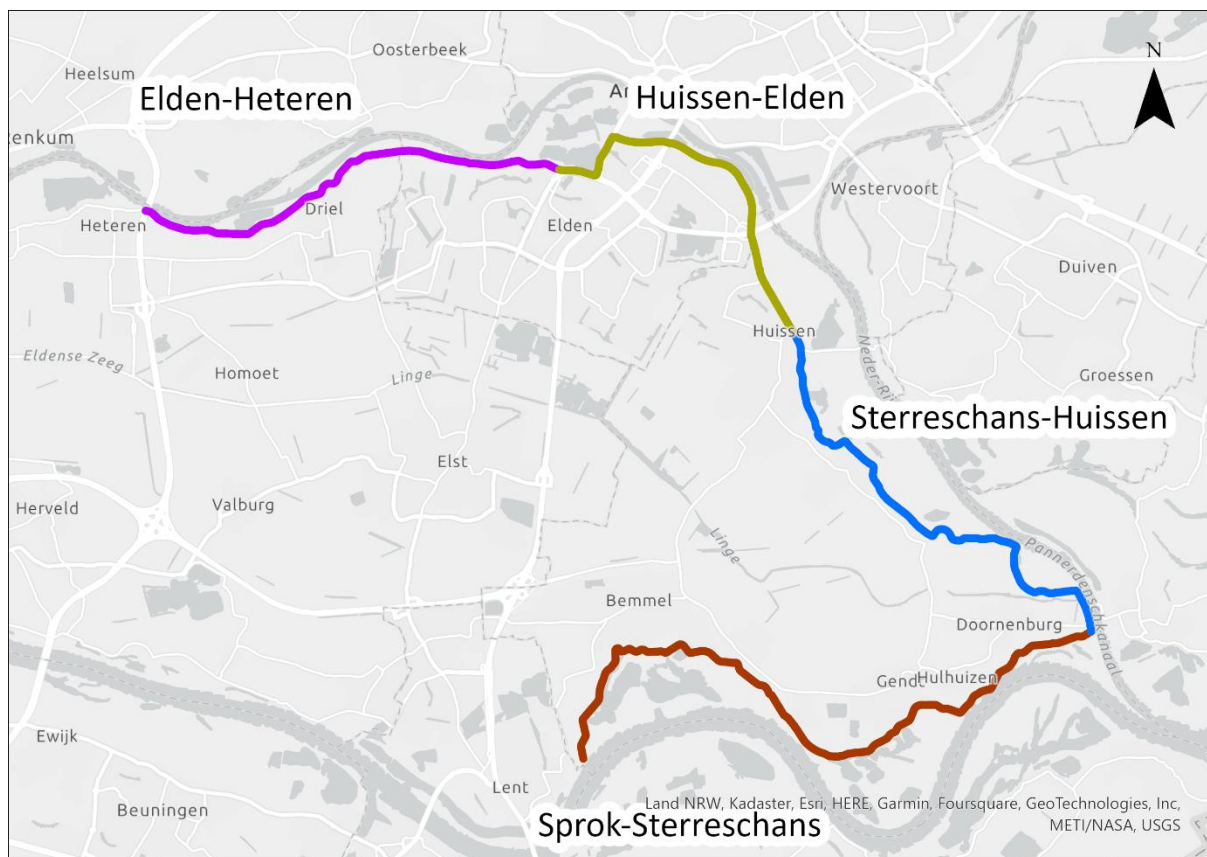 Oosterbeek
N
Heelsum
Elden-Heteren
Huissen-Elden
Ar
enkum
Westervoort
Driel
Heteren
Elden
Duiven
Huissen
Eldense Zeeg
Neder-Rij
Homoet
Linge
Groessen
Sterreschans-Huissen
Elst
Herveld
Valburg
Linge
Pannerdenschkanaal
Bemmel
Doornenburg
Gendt
Hulhuizen
Ewijk
Lent
Beuningen
Land NRW, Kadaster, Esri, HERE, Garmin, Foursquare, GeoTechnologies, Inc,
METI/NASA, USGS
Sprok-Sterreschans